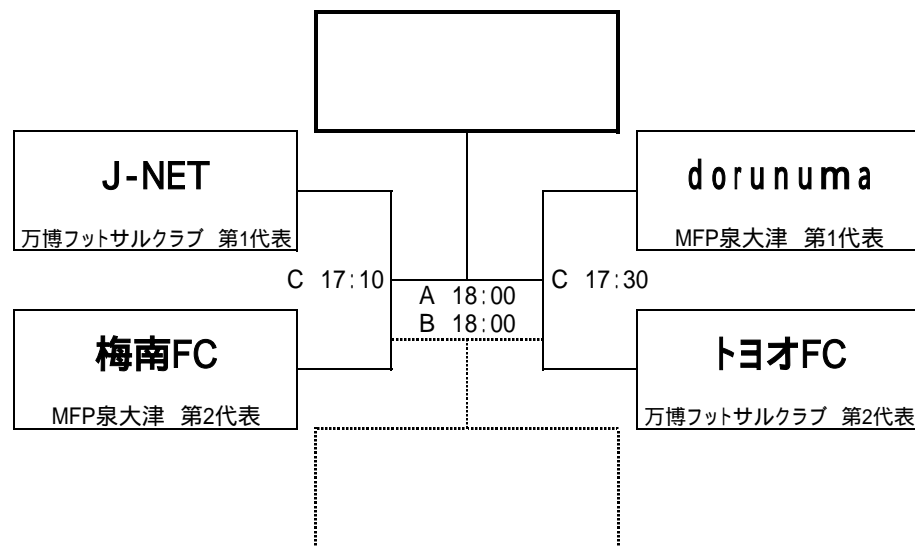 J-NET
万博フットサルクラブ 第1代表
dorunuma
MFP泉大津 第1代表
C 17:10
A 18:00
B 18:00
C 17:30
梅南FC
MFP泉大津 第2代表
トヨオFC
万博フットサルクラブ 第2代表